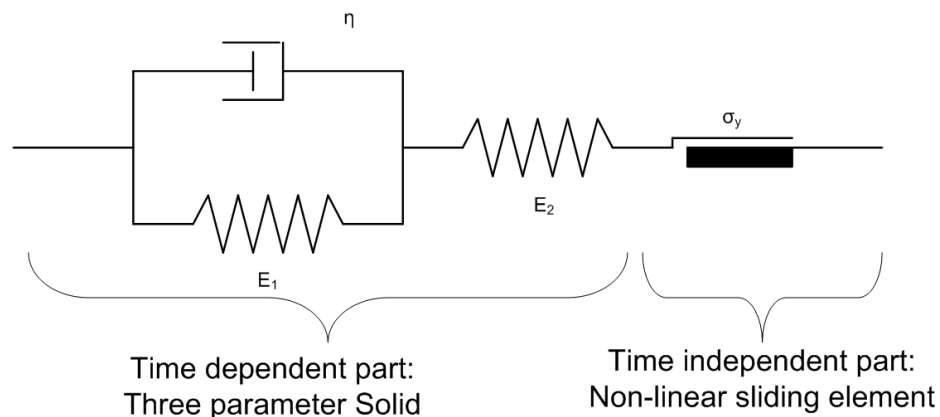 η
σy
E2
E1
Time dependent part:
Three parameter Solid
Time independent part:
Non-linear sliding element